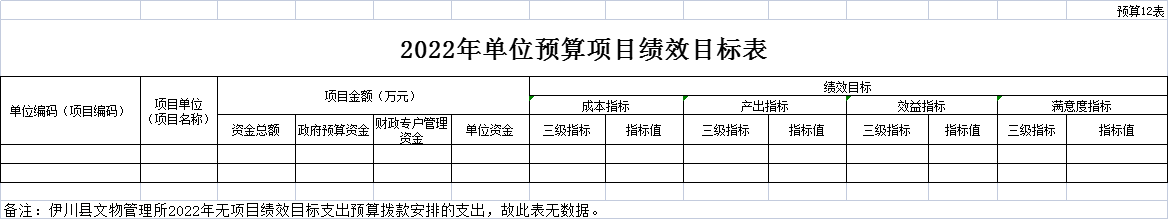 预算12表
2022年单位预算项目绩效目标表
单位编码（项目编码） 项目单位（项目名称） 项目金额（万元） 绩效目标
成本指标 产出指标 效益指标 满意度指标
资金总额 政府预算资金 财政专户管理资金 单位资金 三级指标 指标值 三级指标 指标值 三级指标 指标值 三级指标 指标值
备注：伊川县文物管理所2022年无项目绩效目标支出预算拨款安排的支出，故此表无数据。